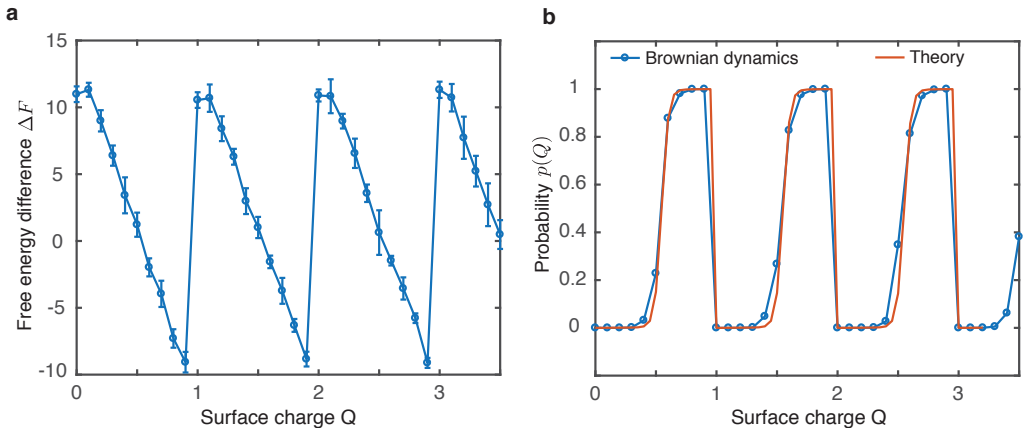 a
15
10
5
0
-5
-10
0
1
2
3
Free energy difference ΔF
Surface charge Q
b
Brownian dynamics
Theory
1
0.8
0.6
0.4
0.2
0
0
1
2
3
Probability p(Q)
Surface charge Q